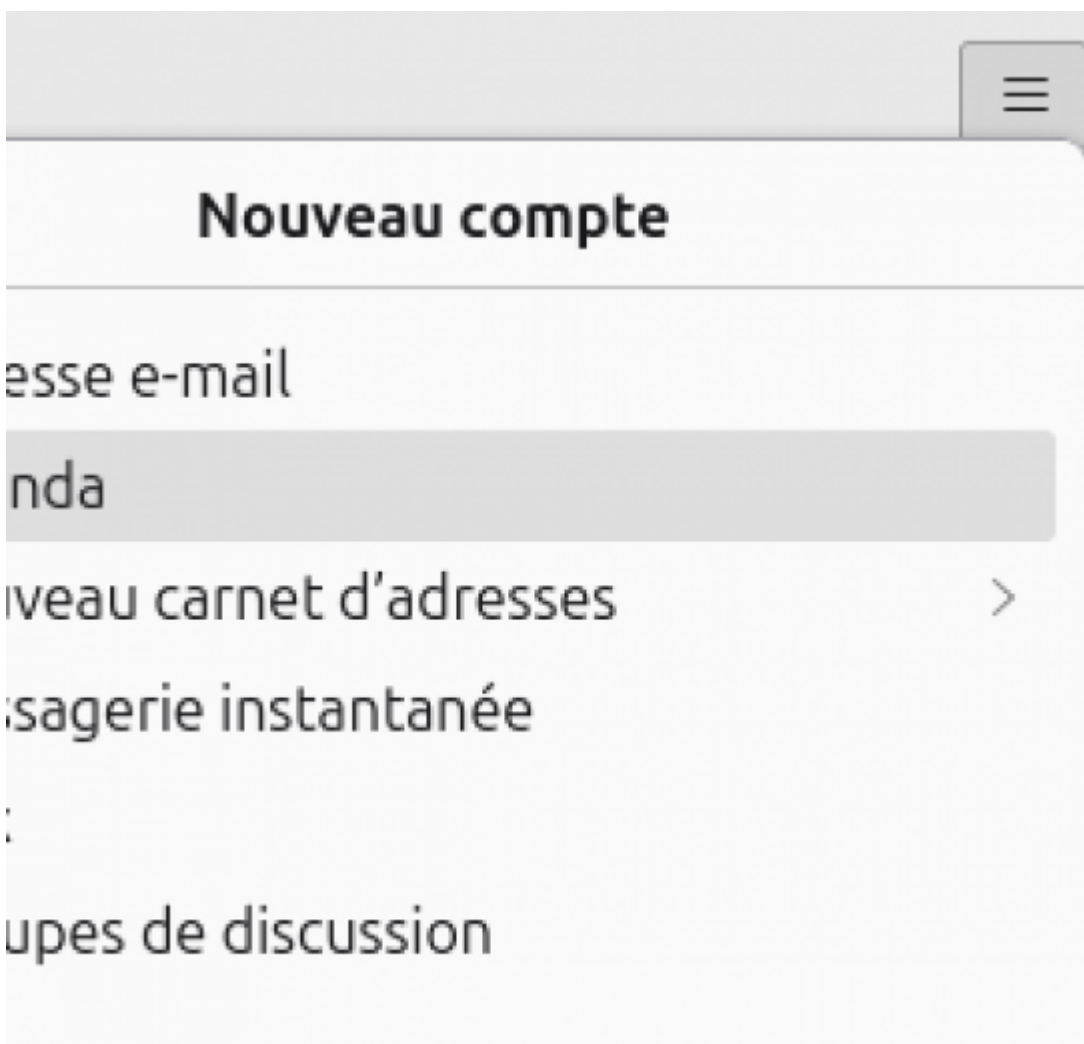 Nouveau compte
esse e-mail
nda
uveau carnet d’adresses
ssagerie instantanée
upes de discussion